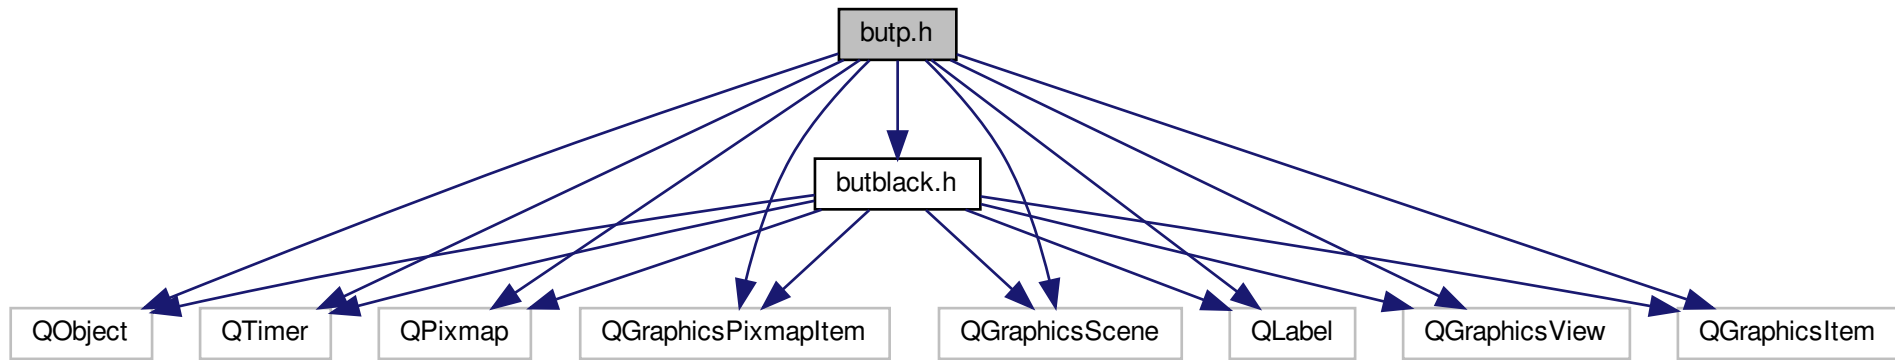 butp.h
butblack.h
QObject
QTimer
QPixmap
QGraphicsPixmapItem
QGraphicsScene
QLabel
QGraphicsView
QGraphicsItem